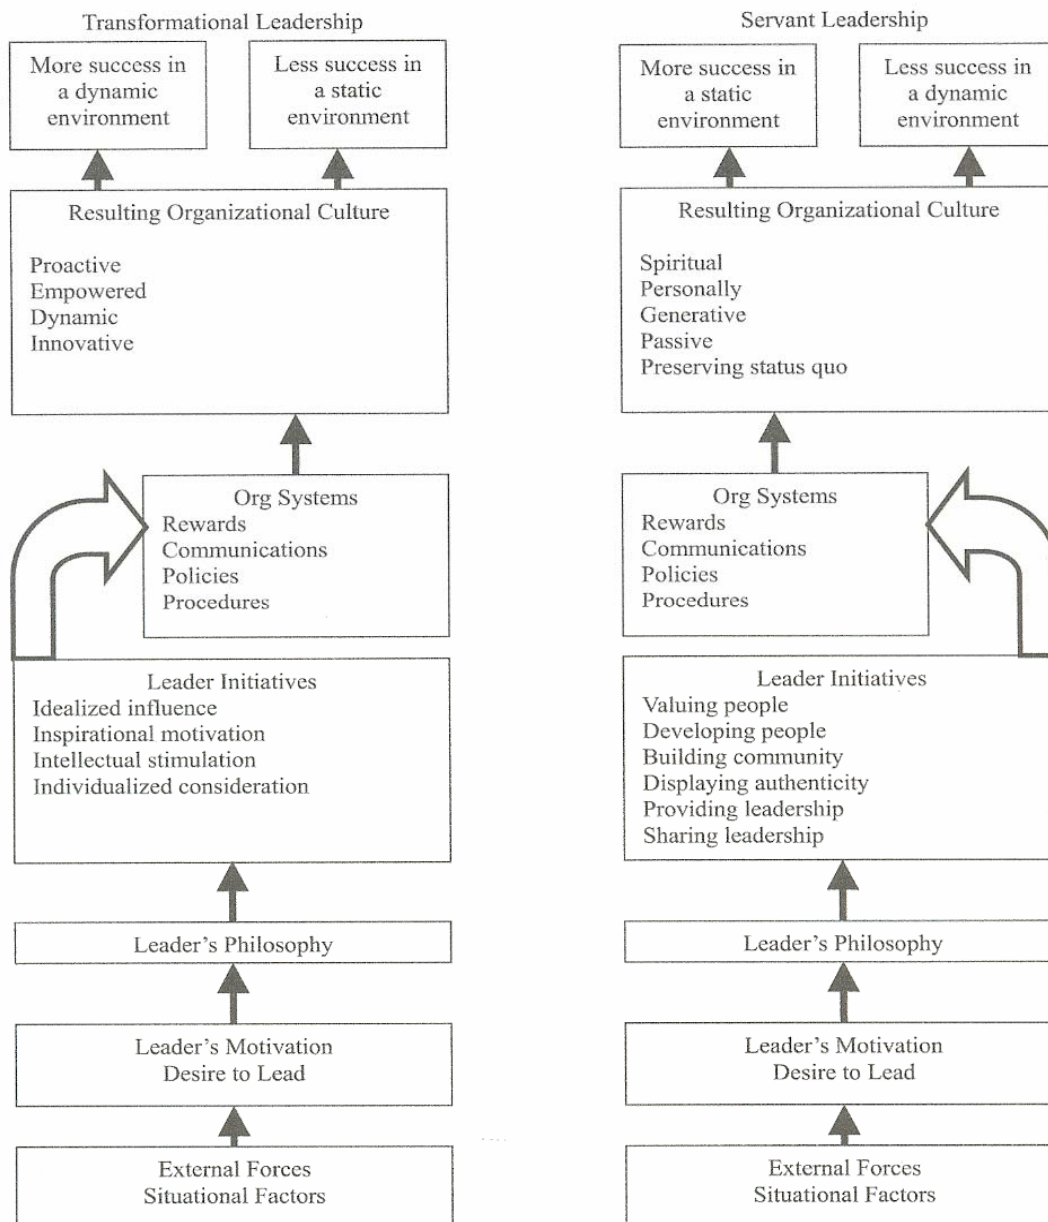 Transformational Leadership
More success in
a dynamic
environment
Less success in
a static
environment
Resulting Organizational Culture
Proactive
Empowered
Dynamic
Innovative
Org Systems
Rewards
Communications
Policies
Procedures
Leader Initiatives
Idealized influence
Inspirational motivation
Intellectual stimulation
Individualized consideration
Leader's Philosophy
Leader's Motivation
Desire to Lead
External Forces
Situational Factors
Servant Leadership
More success in
a static
environment
Less success in
a dynamic
environment
Resulting Organizational Culture
Spiritual
Personally
Generative
Passive
Preserving status quo
Org Systems
Rewards
Communications
Policies
Procedures
Leader Initiatives
Valuing people
Developing people
Building community
Displaying authenticity
Providing leadership
Sharing leadership
Leader's Philosophy
Leader's Motivation
Desire to Lead
External Forces
Situational Factors